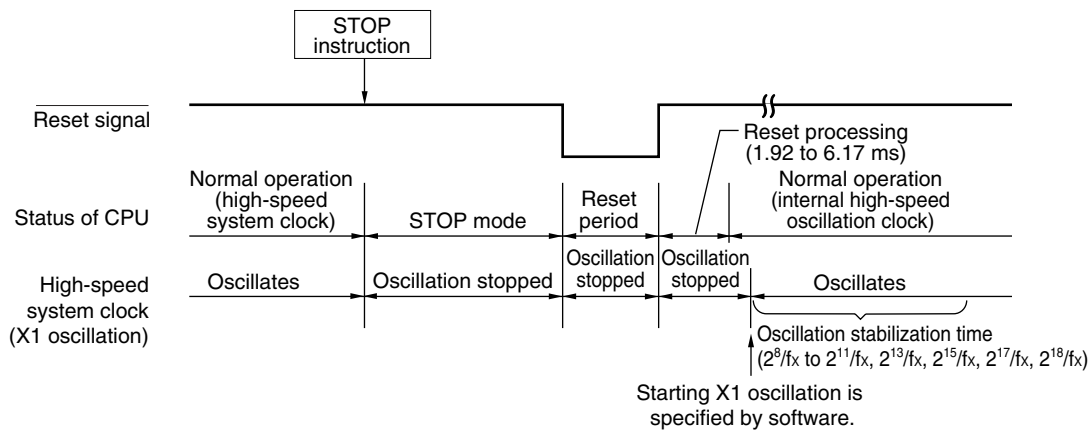 STOP
instruction
Reset signal
Reset processing
(1.92 to 6.17 ms)
Status of CPU
Normal operation
(high-speed
system clock)
STOP mode
Reset
period
Normal operation
(internal high-speed
oscillation clock)
High-speed
system clock
(X1 oscillation)
Oscillates
Oscillation stopped
Oscillation
stopped
Oscillation
stopped
Oscillates
Oscillation stabilization time
(2⁸/fx to 2¹¹/fx, 2¹³/fx, 2¹⁵/fx, 2¹⁷/fx, 2¹⁸/fx)
Starting X1 oscillation is
specified by software.